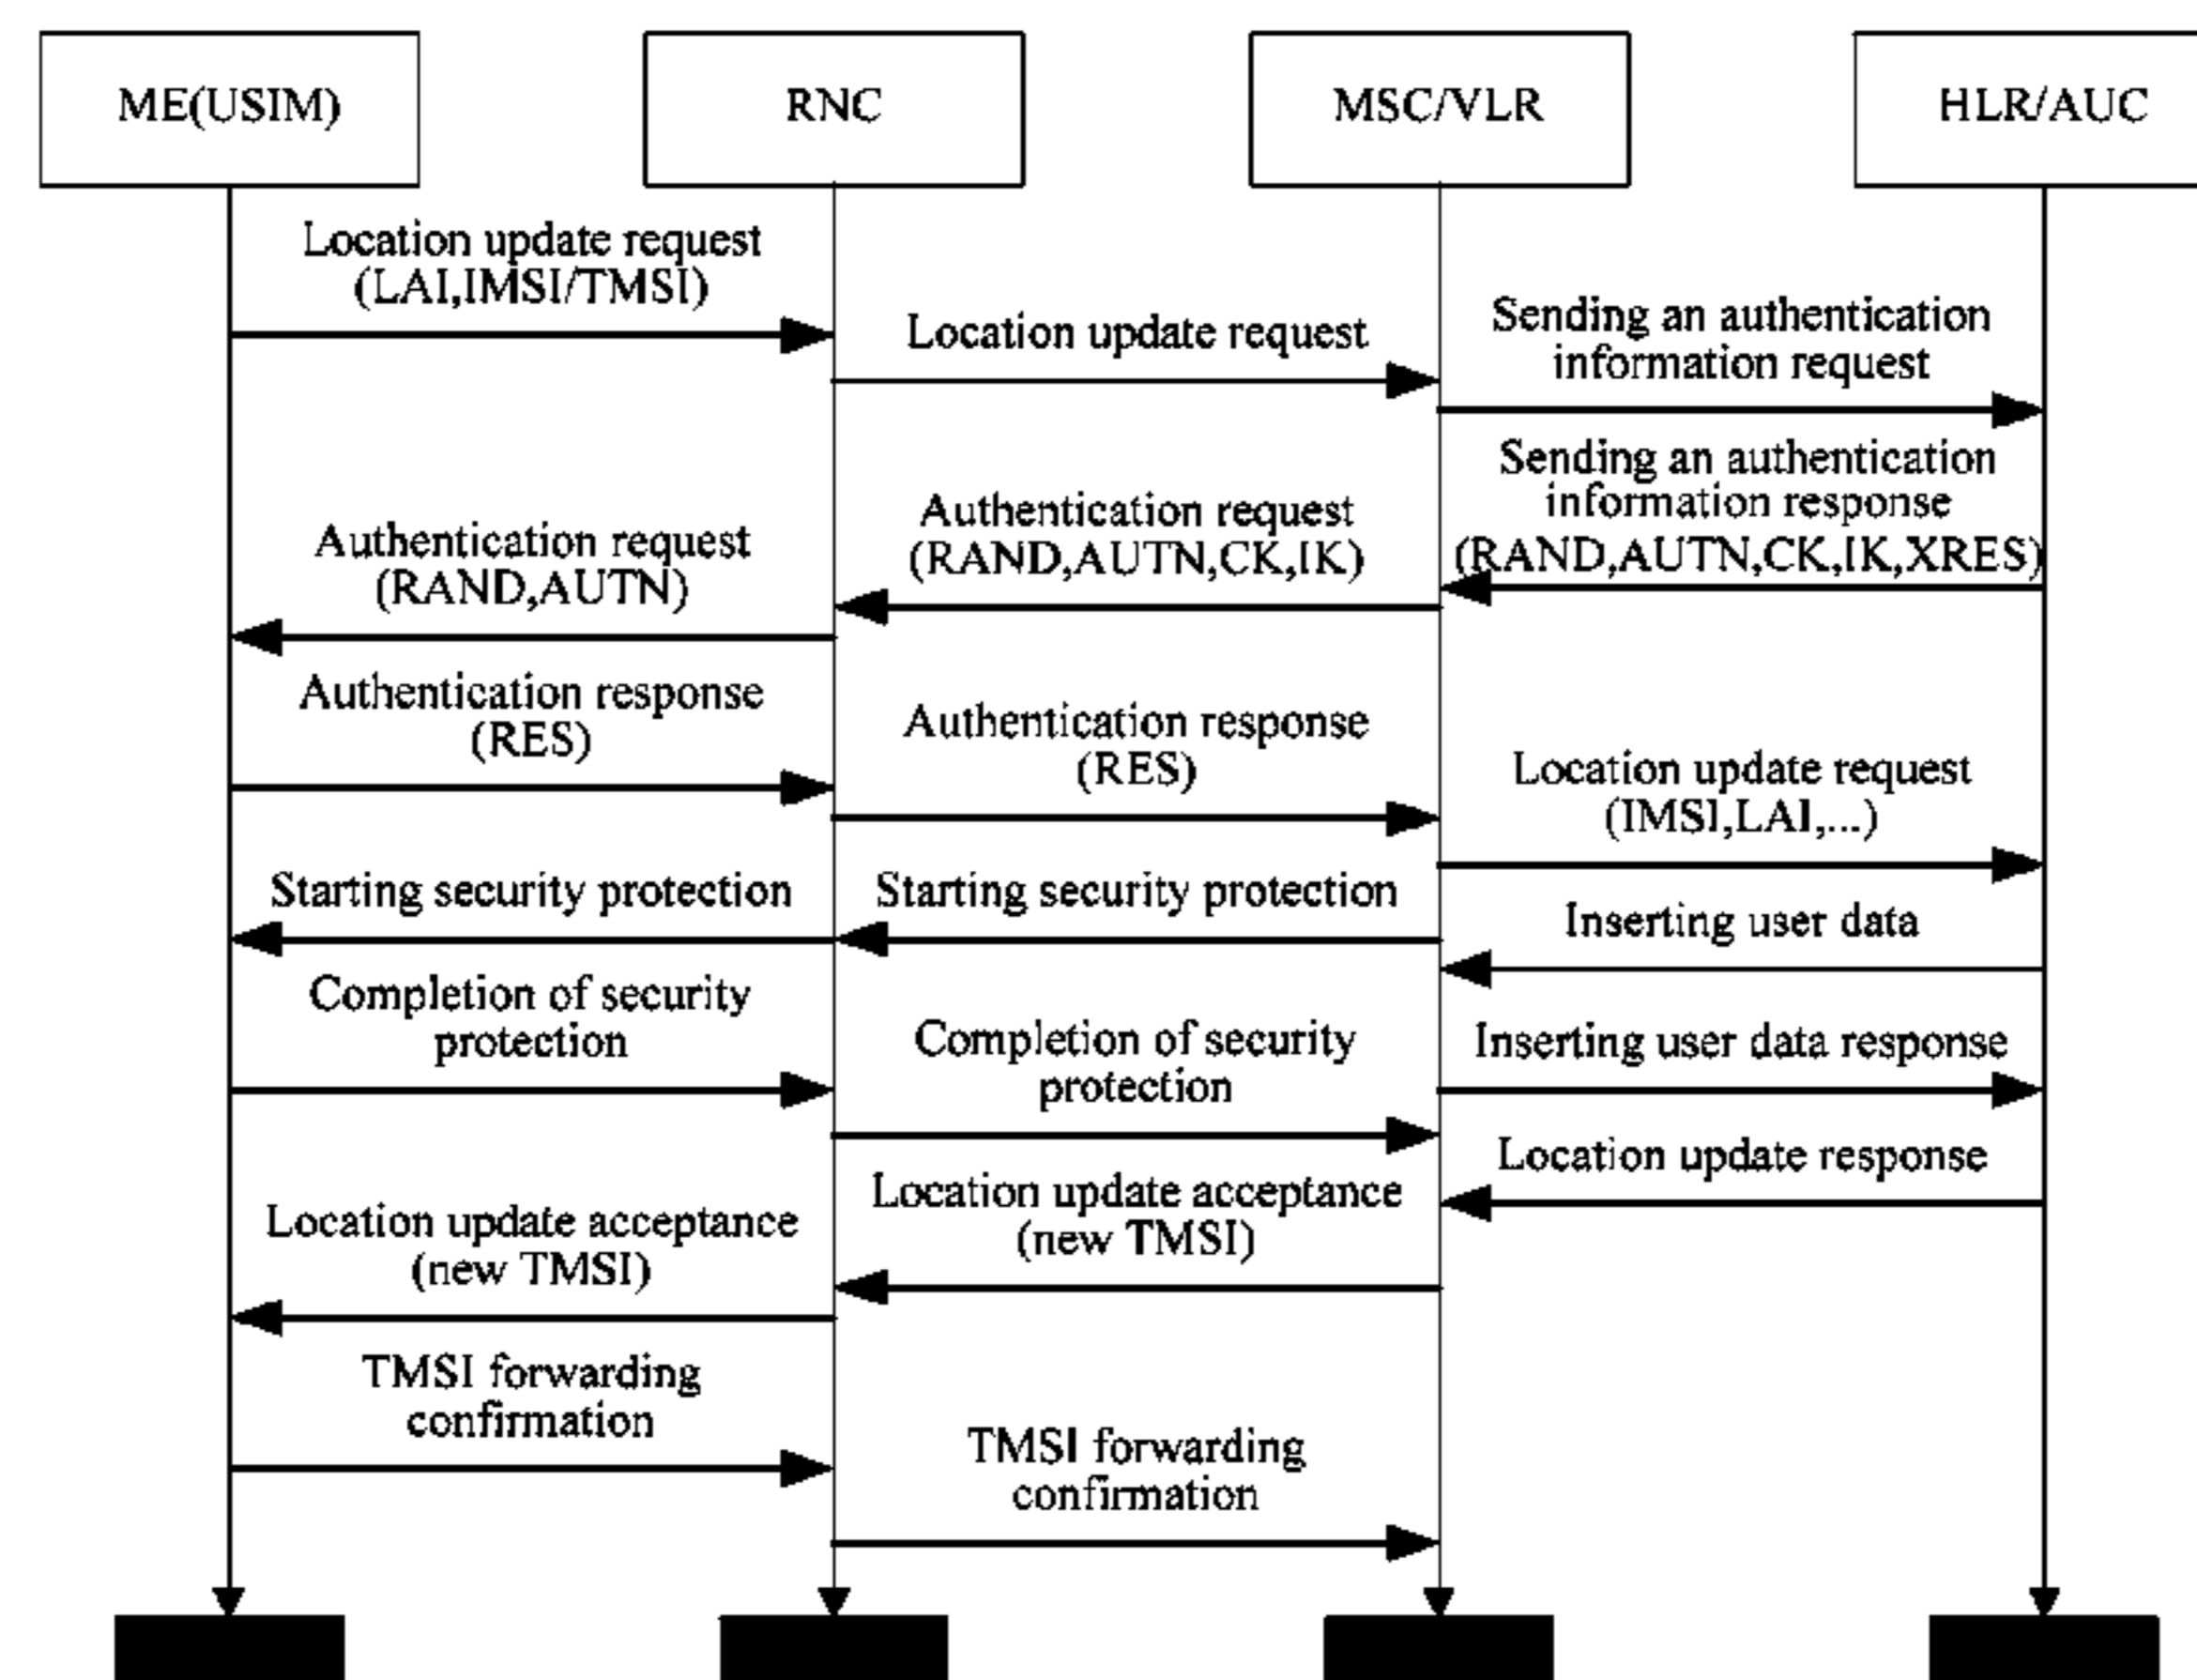 ME(USIM)
RNC
MSC/VLR
HLR/AUC
Location update request
(LAI,IMSI/TMSI)
Location update request
Sending an authentication
information request
Sending an authentication
information response
(RAND,AUTN,CK,IK,XRES)
Authentication request
(RAND,AUTN,CK,IK)
Authentication request
(RAND,AUTN)
Authentication response
(RES)
Authentication response
(RES)
Location update request
(IMSI,LAI,...)
Starting security protection
Starting security protection
Inserting user data
Completion of security
protection
Completion of security
protection
Inserting user data response
Location update response
Location update acceptance
(new TMSI)
Location update acceptance
(new TMSI)
TMSI forwarding
confirmation
TMSI forwarding
confirmation